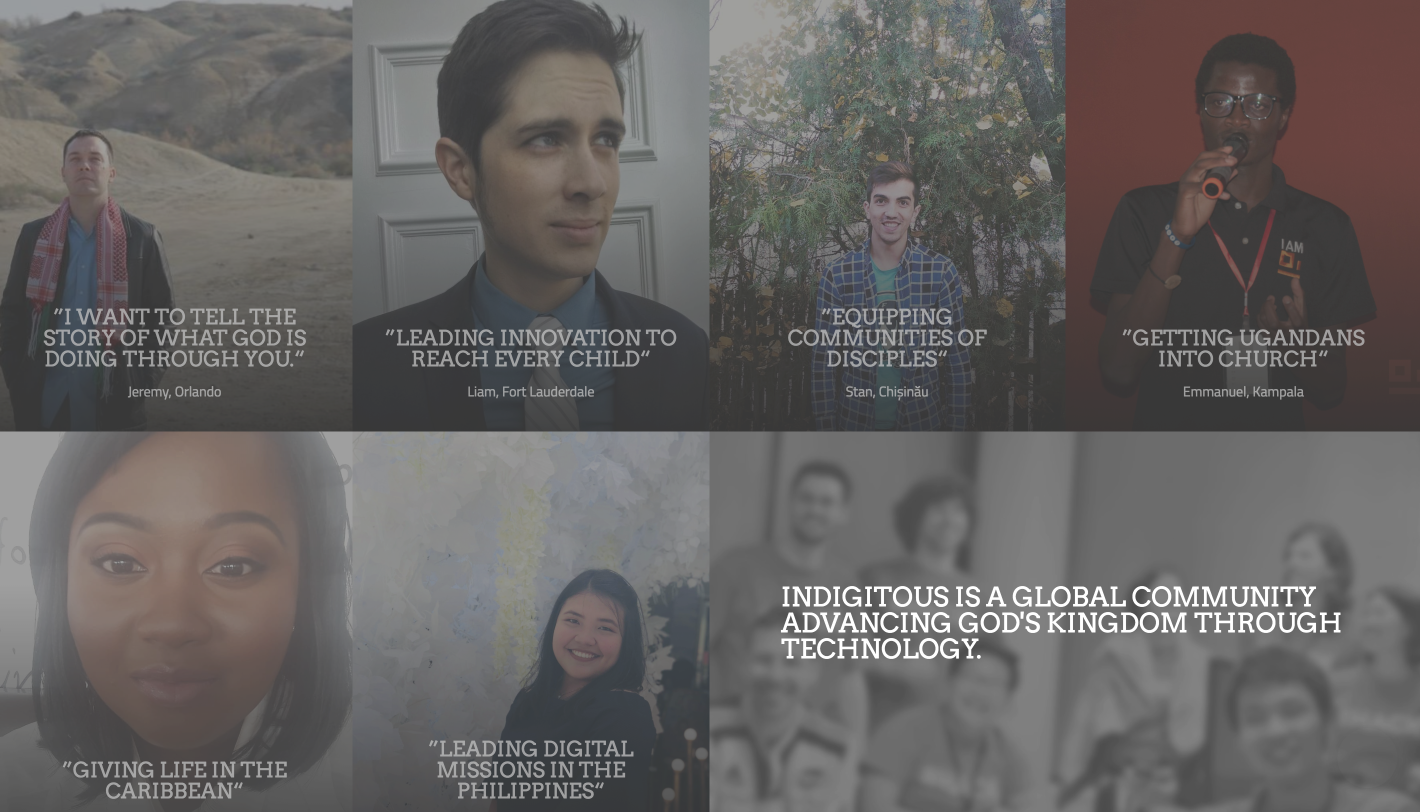 ”I WANT TO TELL THE
STORY OF WHAT GOD IS
DOING THROUGH YOU.“
Jeremy, Orlando
”LEADING INNOVATION TO
REACH EVERY CHILD“
Liam, Fort Lauderdale
”EQUIPPING
COMMUNITIES OF
DISCIPLES“
Stan, Chișinău
I AM
”GETTING UGANDANS
INTO CHURCH“
Emmanuel, Kampala
”GIVING LIFE IN THE
CARIBBEAN“
”LEADING DIGITAL
MISSIONS IN THE
PHILIPPINES“
INDIGITOUS IS A GLOBAL COMMUNITY
ADVANCING GOD'S KINGDOM THROUGH
TECHNOLOGY.